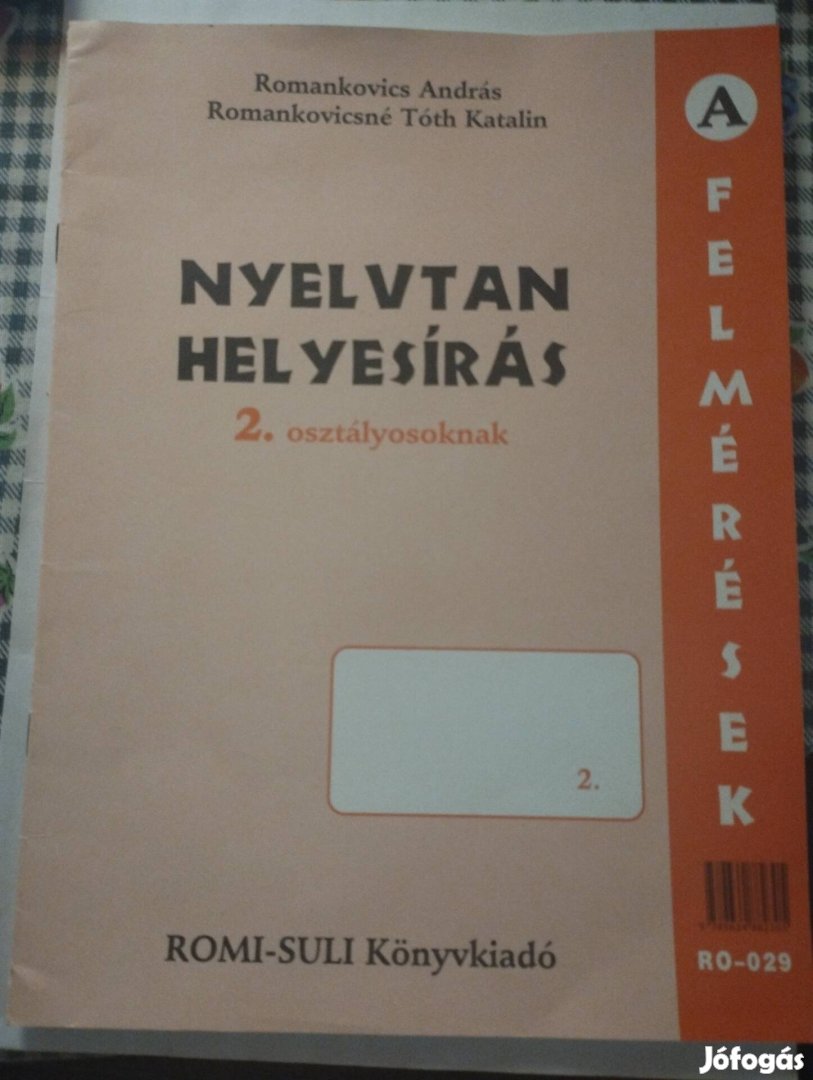 Romankovics András
Romankovicsné Tóth Katalin
NYELVTAN
HELYESÍRÁS
2. osztályosoknak
2.
ROMI-SULI Könyvkiadó
A
FELMÉRÉSEK
RO-029
Jófogás